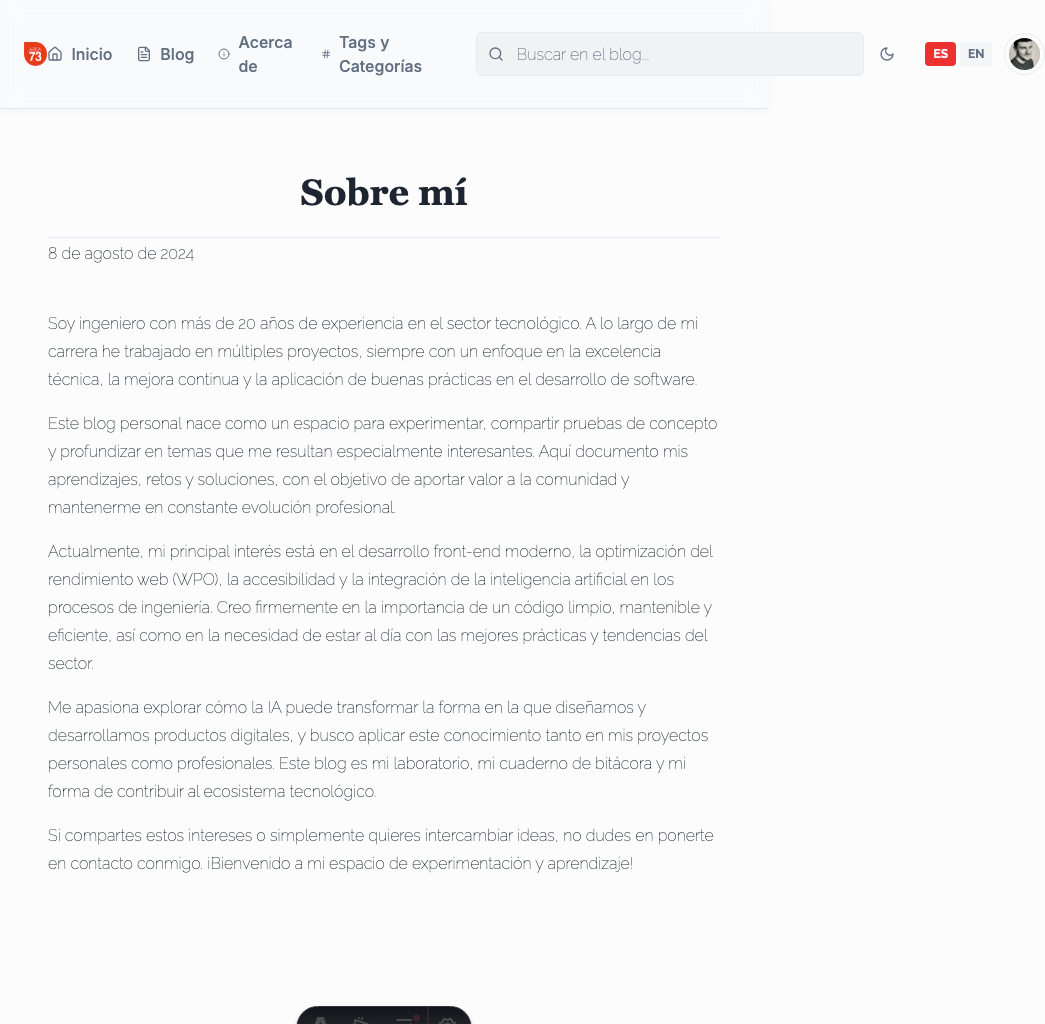 73
Inicio
Blog
Acerca de
Tags y Categorías
Buscar en el blog...
ES
EN
Sobre mí
8 de agosto de 2024
Soy ingeniero con más de 20 años de experiencia en el sector tecnológico. A lo largo de mi
carrera he trabajado en múltiples proyectos, siempre con un enfoque en la excelencia
técnica, la mejora continua y la aplicación de buenas prácticas en el desarrollo de software.
Este blog personal nace como un espacio para experimentar, compartir pruebas de concepto
y profundizar en temas que me resultan especialmente interesantes. Aquí documento mis
aprendizajes, retos y soluciones, con el objetivo de aportar valor a la comunidad y
mantenerme en constante evolución profesional.
Actualmente, mi principal interés está en el desarrollo front-end moderno, la optimización del
rendimiento web (WPO), la accesibilidad y la integración de la inteligencia artificial en los
procesos de ingeniería. Creo firmemente en la importancia de un código limpio, mantenible y
eficiente, así como en la necesidad de estar al día con las mejores prácticas y tendencias del
sector.
Me apasiona explorar cómo la IA puede transformar la forma en la que diseñamos y
desarrollamos productos digitales, y busco aplicar este conocimiento tanto en mis proyectos
personales como profesionales. Este blog es mi laboratorio, mi cuaderno de bitácora y mi
forma de contribuir al ecosistema tecnológico.
Si compartes estos intereses o simplemente quieres intercambiar ideas, no dudes en ponerte
en contacto conmigo. ¡Bienvenido a mi espacio de experimentación y aprendizaje!